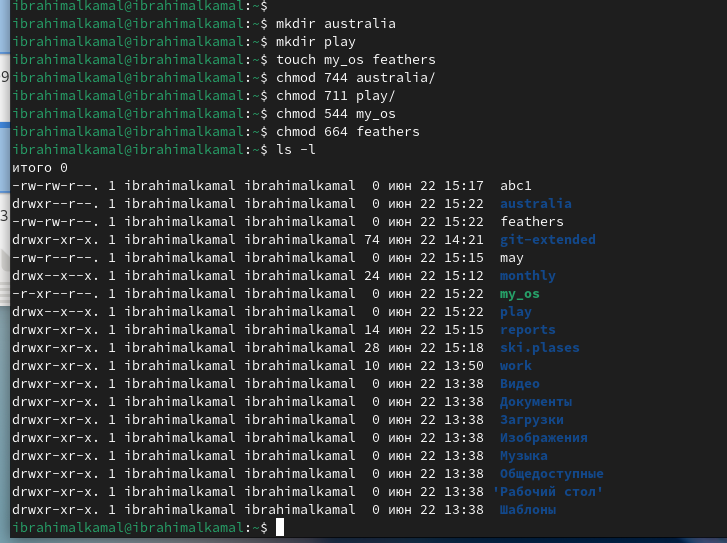 ibrahimalkamal@ibrahimalkamal:~$
ibrahimalkamal@ibrahimalkamal:~$ mkdir australia
ibrahimalkamal@ibrahimalkamal:~$ mkdir play
ibrahimalkamal@ibrahimalkamal:~$ touch my_os feathers
ibrahimalkamal@ibrahimalkamal:~$ chmod 744 australia/
ibrahimalkamal@ibrahimalkamal:~$ chmod 711 play/
ibrahimalkamal@ibrahimalkamal:~$ chmod 544 my_os
ibrahimalkamal@ibrahimalkamal:~$ chmod 664 feathers
ibrahimalkamal@ibrahimalkamal:~$ ls -l
итого 0
-rw-rw-r--. 1 ibrahimalkamal ibrahimalkamal  0 июн 22 15:17  abc1
drwxr--r--. 1 ibrahimalkamal ibrahimalkamal  0 июн 22 15:22  australia
-rw-rw-r--. 1 ibrahimalkamal ibrahimalkamal  0 июн 22 15:22  feathers
drwxr-xr-x. 1 ibrahimalkamal ibrahimalkamal 74 июн 22 14:21  git-extended
-rw-r--r--. 1 ibrahimalkamal ibrahimalkamal  0 июн 22 15:15  may
drwx--x--x. 1 ibrahimalkamal ibrahimalkamal 24 июн 22 15:12  monthly
-r-xr--r--. 1 ibrahimalkamal ibrahimalkamal  0 июн 22 15:22  my_os
drwx--x--x. 1 ibrahimalkamal ibrahimalkamal  0 июн 22 15:22  play
drwxr-xr-x. 1 ibrahimalkamal ibrahimalkamal 14 июн 22 15:15  reports
drwxr-xr-x. 1 ibrahimalkamal ibrahimalkamal 28 июн 22 15:18  ski.plases
drwxr-xr-x. 1 ibrahimalkamal ibrahimalkamal 10 июн 22 13:50  work
drwxr-xr-x. 1 ibrahimalkamal ibrahimalkamal  0 июн 22 13:38  Видео
drwxr-xr-x. 1 ibrahimalkamal ibrahimalkamal  0 июн 22 13:38  Документы
drwxr-xr-x. 1 ibrahimalkamal ibrahimalkamal  0 июн 22 13:38  Загрузки
drwxr-xr-x. 1 ibrahimalkamal ibrahimalkamal  0 июн 22 13:38  Изображения
drwxr-xr-x. 1 ibrahimalkamal ibrahimalkamal  0 июн 22 13:38  Музыка
drwxr-xr-x. 1 ibrahimalkamal ibrahimalkamal  0 июн 22 13:38  Общедоступные
drwxr-xr-x. 1 ibrahimalkamal ibrahimalkamal  0 июн 22 13:38 'Рабочий стол'
drwxr-xr-x. 1 ibrahimalkamal ibrahimalkamal  0 июн 22 13:38  Шаблоны
ibrahimalkamal@ibrahimalkamal:~$